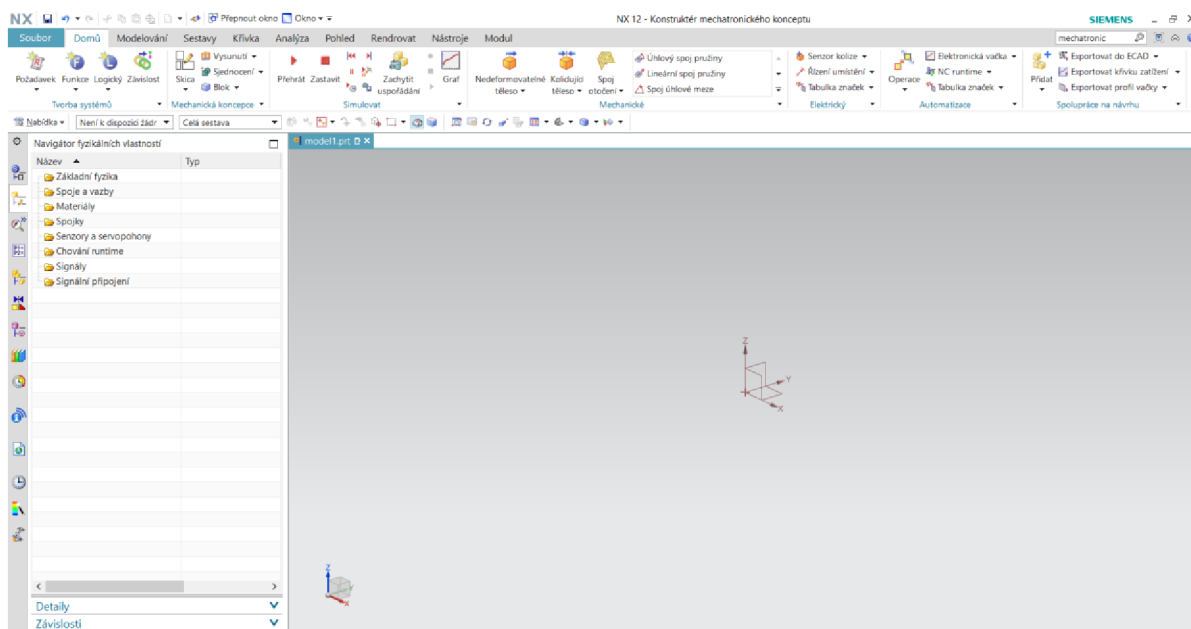 NX Přepnout okno Okno NX 12 - Konstruktér mechatronického konceptu SIEMENS
Soubor Domů Modelování Sestavy Křivka Analýza Pohled Rendrovat Nástroje Modul mechatronic
Vysunutí Úhlový spoj pružiny Senzor kolize Elektronická vačka Exportovat do ECAD
Sjednocení Lineární spoj pružiny Řízení umístění NC runtime Exportovat křivku zatížení
Požadavek Funkce Logický Závislost Skica Přehrát Zastavit Zachytit Graf Nedeformovatelné Kolidující Spoj Operace Přidat
Blok uspořádání těleso těleso otočení Spoj úhlové meze Tabulka značek Tabulka značek Exportovat profil vačky
Tvorba systémů Mechanická koncepce Simulovat Mechanické Elektrický Automatizace Spolupráce na návrhu
Nabídka Není k dispozici žádr Celá sestava
Navigátor fyzikálních vlastností model1.prt
Název Typ
Základní fyzika
Spoje a vazby
Materiály
Spojky
Senzory a servopohony
Chování runtime
Signály
Signální připojení
Z
Y
X
Z
Y
X
Detaily
Závislosti